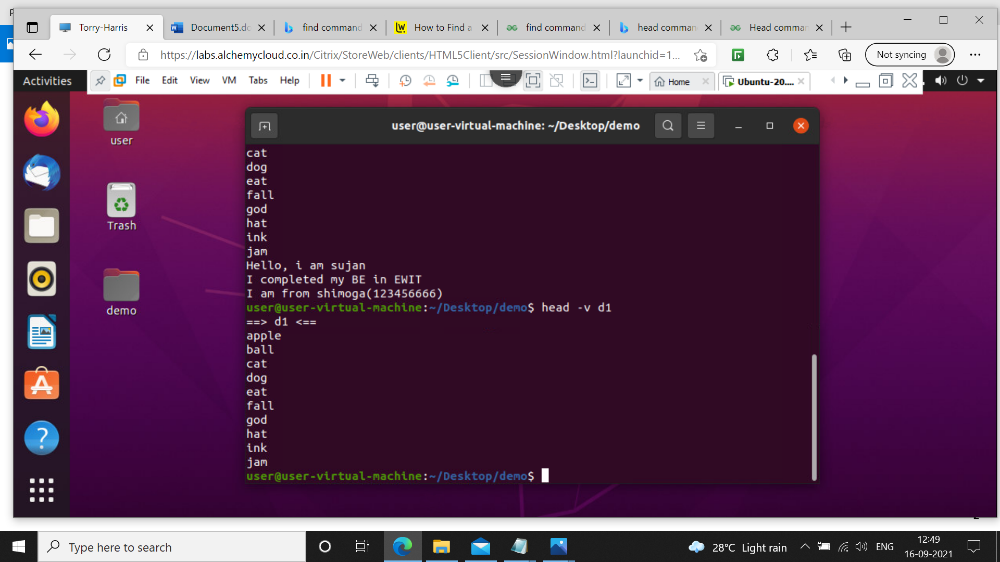 Torry-Harris
Document5.do
find command
How to Find a
find command
head comman
Head comman
https://labs.alchemycloud.co.in/Citrix/StoreWeb/clients/HTML5Client/src/SessionWindow.html?launchid=1...
Not syncing
Activities
File Edit View VM Tabs Help
Home
Ubuntu-20....
user@user-virtual-machine: ~/Desktop/demo
user
Trash
demo
cat
dog
eat
fall
god
hat
ink
jam
Hello, i am sujan
I completed my BE in EWIT
I am from shimoga(123456666)
user@user-virtual-machine:~/Desktop/demo$ head -v d1
==> d1 <==
apple
ball
cat
dog
eat
fall
god
hat
ink
jam
user@user-virtual-machine:~/Desktop/demo$
Type here to search
28°C Light rain
ENG
12:49
16-09-2021